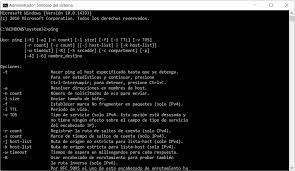 Administrador: Símbolo del sistema
Microsoft Windows [Versión 10.0.14393]
(c) 2016 Microsoft Corporation. Todos los derechos reservados.
C:\WINDOWS\system32>ping
Uso: ping [-t] [-a] [-n count] [-l size] [-f] [-i TTL] [-v TOS]
[-r count] [-s count] [[-j host-list] | [-k host-list]]
[-w timeout] [-R] [-S srcaddr] [-c compartment] [-p]
[-4] [-6] nombre_destino
Opciones:
-t Hacer ping al host especificado hasta que se detenga.
Para ver estadísticas y continuar, presione
Ctrl-Interrumpir; para detener, presione Ctrl+C.
-a Resolver direcciones en nombres de host.
-n count Número de solicitudes de eco para enviar.
-l size Enviar tamaño de búfer.
-f Establecer marca No fragmentar en paquetes (solo IPv4).
-i TTL Período de vida.
-v TOS Tipo de servicio (solo IPv4. Esta opción está desusada y
no tiene ningún efecto sobre el campo de tipo de servicio
del encabezado IP).
-r count Registrar la ruta de saltos de cuenta (solo IPv4).
-s count Marca de tiempo de saltos de cuenta (solo IPv4).
-j host-list Ruta de origen no estricta para lista-host (solo IPv4).
-k host-list Ruta de origen estricta para lista-host (solo IPv4).
-w timeout Tiempo de espera en milisegundos para cada respuesta.
-R Usar encabezado de enrutamiento para probar también
la ruta inversa (solo IPv6).
Por RFC 5095 el uso de este encabezado de enrutamiento ha